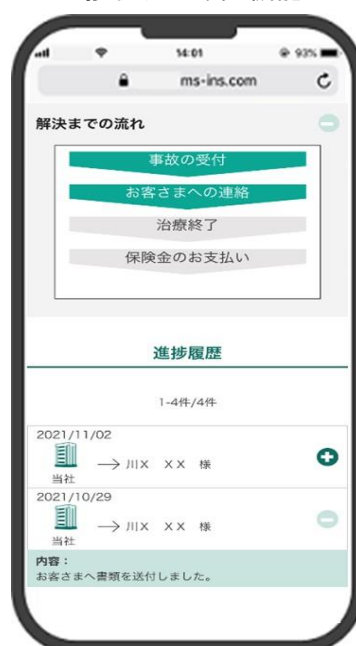 14:01
93%
ms-ins.com
解決までの流れ
事故の受付
お客さまへの連絡
治療終了
保険金のお支払い
進捗履歴
1-4件/4件
2021/11/02
→ 川X XX 様
当社
2021/10/29
→ 川X XX 様
当社
内容：
お客さまへ書類を送付しました。